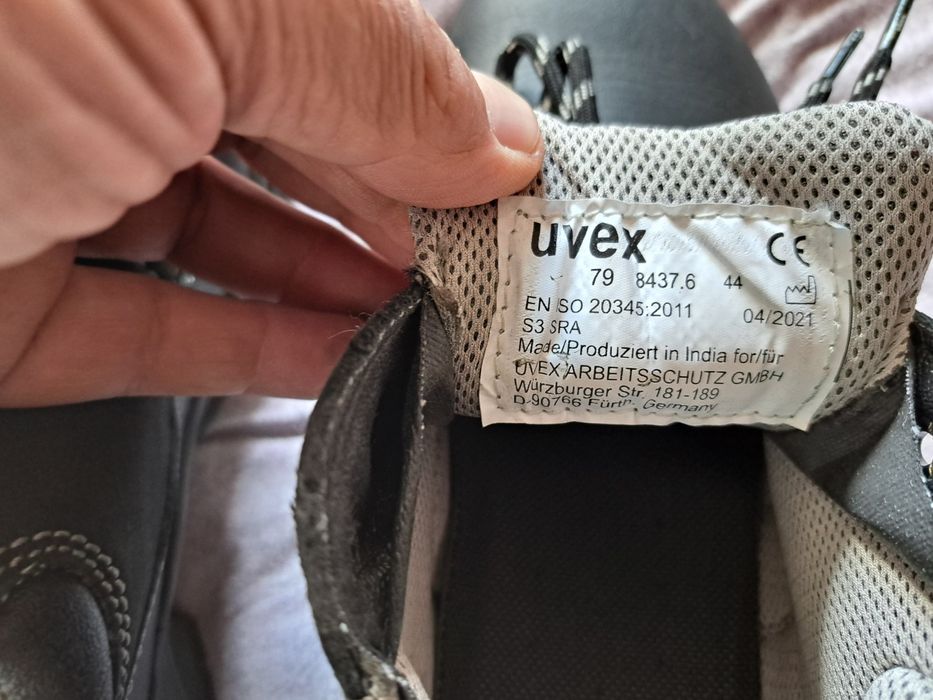 uvex
CE
79 8437.6 44
EN ISO 20345:2011 04/2021
S3 SRA
Made/Produziert in India for/für
UVEX ARBEITSSCHUTZ GMBH
Würzburger Str. 181-189
D-90766 Fürth, Germany